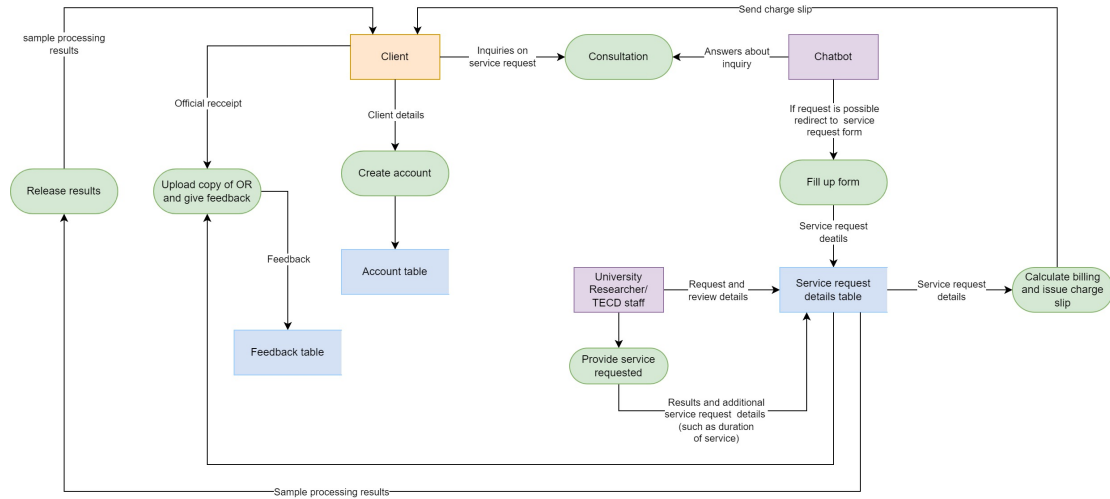 Send charge slip
sample processing
results
Client
Inquiries on
service request
Consultation
Answers about
inquiry
Chatbot
Official recceipt
Client details
If request is possible
redirect to service
request form
Release results
Upload copy of OR
and give feedback
Create account
Fill up form
Service request
deatils
Feedback
Account table
University
Researcher/
TECD staff
Request and
review details
Service request
details table
Service request
details
Calculate billing
and issue charge
slip
Feedback table
Provide service
requested
Results and additional
service request details
(such as duration
of service)
Sample processing results